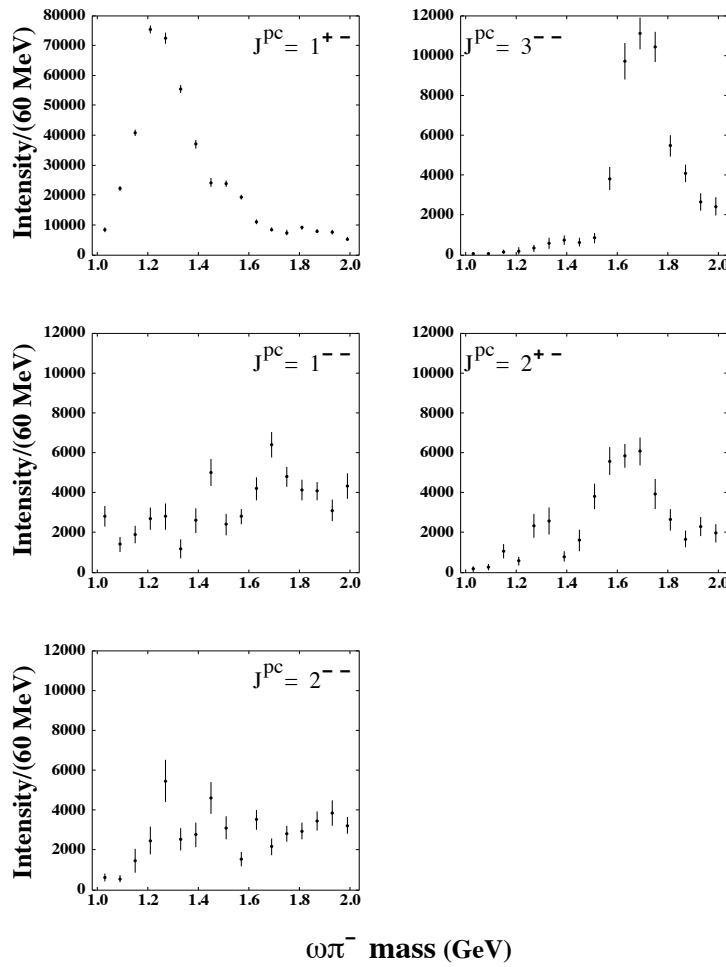 Intensity/(60 MeV)
80000
70000
60000
50000
40000
30000
20000
10000
0
1.0 1.2 1.4 1.6 1.8 2.0
J^pc = 1^+-
12000
10000
8000
6000
4000
2000
0
1.0 1.2 1.4 1.6 1.8 2.0
J^pc = 3^--
Intensity/(60 MeV)
12000
10000
8000
6000
4000
2000
0
1.0 1.2 1.4 1.6 1.8 2.0
J^pc = 1^--
12000
10000
8000
6000
4000
2000
0
1.0 1.2 1.4 1.6 1.8 2.0
J^pc = 2^+-
Intensity/(60 MeV)
12000
10000
8000
6000
4000
2000
0
1.0 1.2 1.4 1.6 1.8 2.0
J^pc = 2^--
ωπ^- mass (GeV)